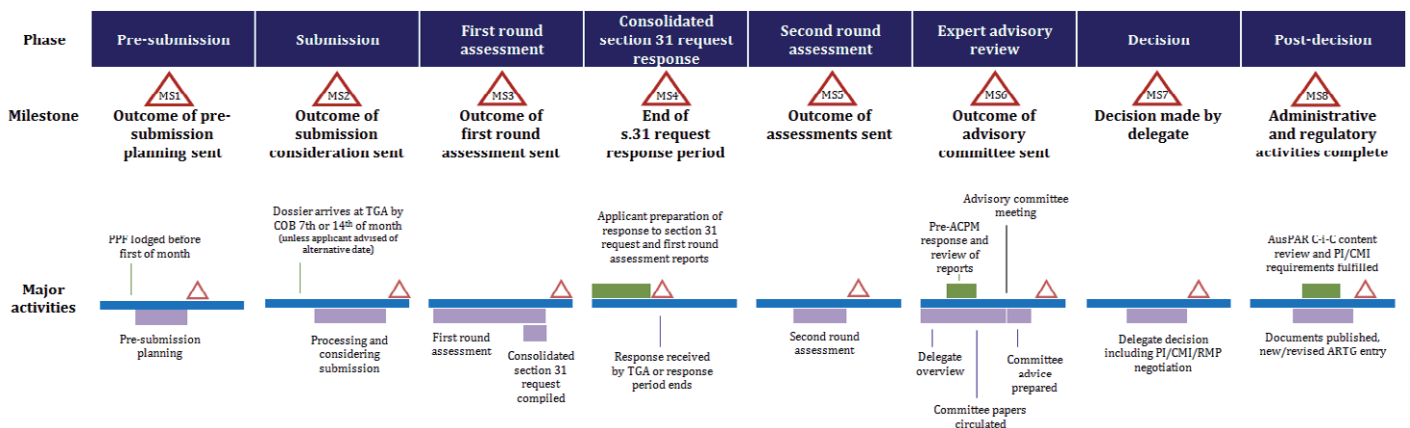 Phase
Pre-submission
Submission
First round
assessment
Consolidated
section 31 request
response
Second round
assessment
Expert advisory
review
Decision
Post-decision
Milestone
MS1
Outcome of pre-
submission
planning sent
MS2
Outcome of
submission
consideration sent
MS3
Outcome of
first round
assessment sent
MS4
End of
s.31 request
response period
MS5
Outcome of
assessments sent
MS6
Outcome of
advisory
committee sent
MS7
Decision made by
delegate
MS8
Administrative
and regulatory
activities complete
Major
activities
PPF lodged before
first of month
Pre-submission
planning
Dossier arrives at TGA by
COB 7th or 14th of month
(unless applicant advised of
alternative date)
Processing and
considering
submission
First round
assessment
Consolidated
section 31
request
compiled
Applicant preparation of
response to section 31
request and first round
assessment reports
Response received
by TGA or response
period ends
Second round
assessment
Advisory committee
meeting
Pre-ACPM
response and
review of
reports
Delegate
overview
Committee papers
circulated
Committee
advice
prepared
Delegate decision
including PI/CMI/RMP
negotiation
AusPAR C-i-C content
review and PI/CMI
requirements fulfilled
Documents published,
new/revised ARTG entry